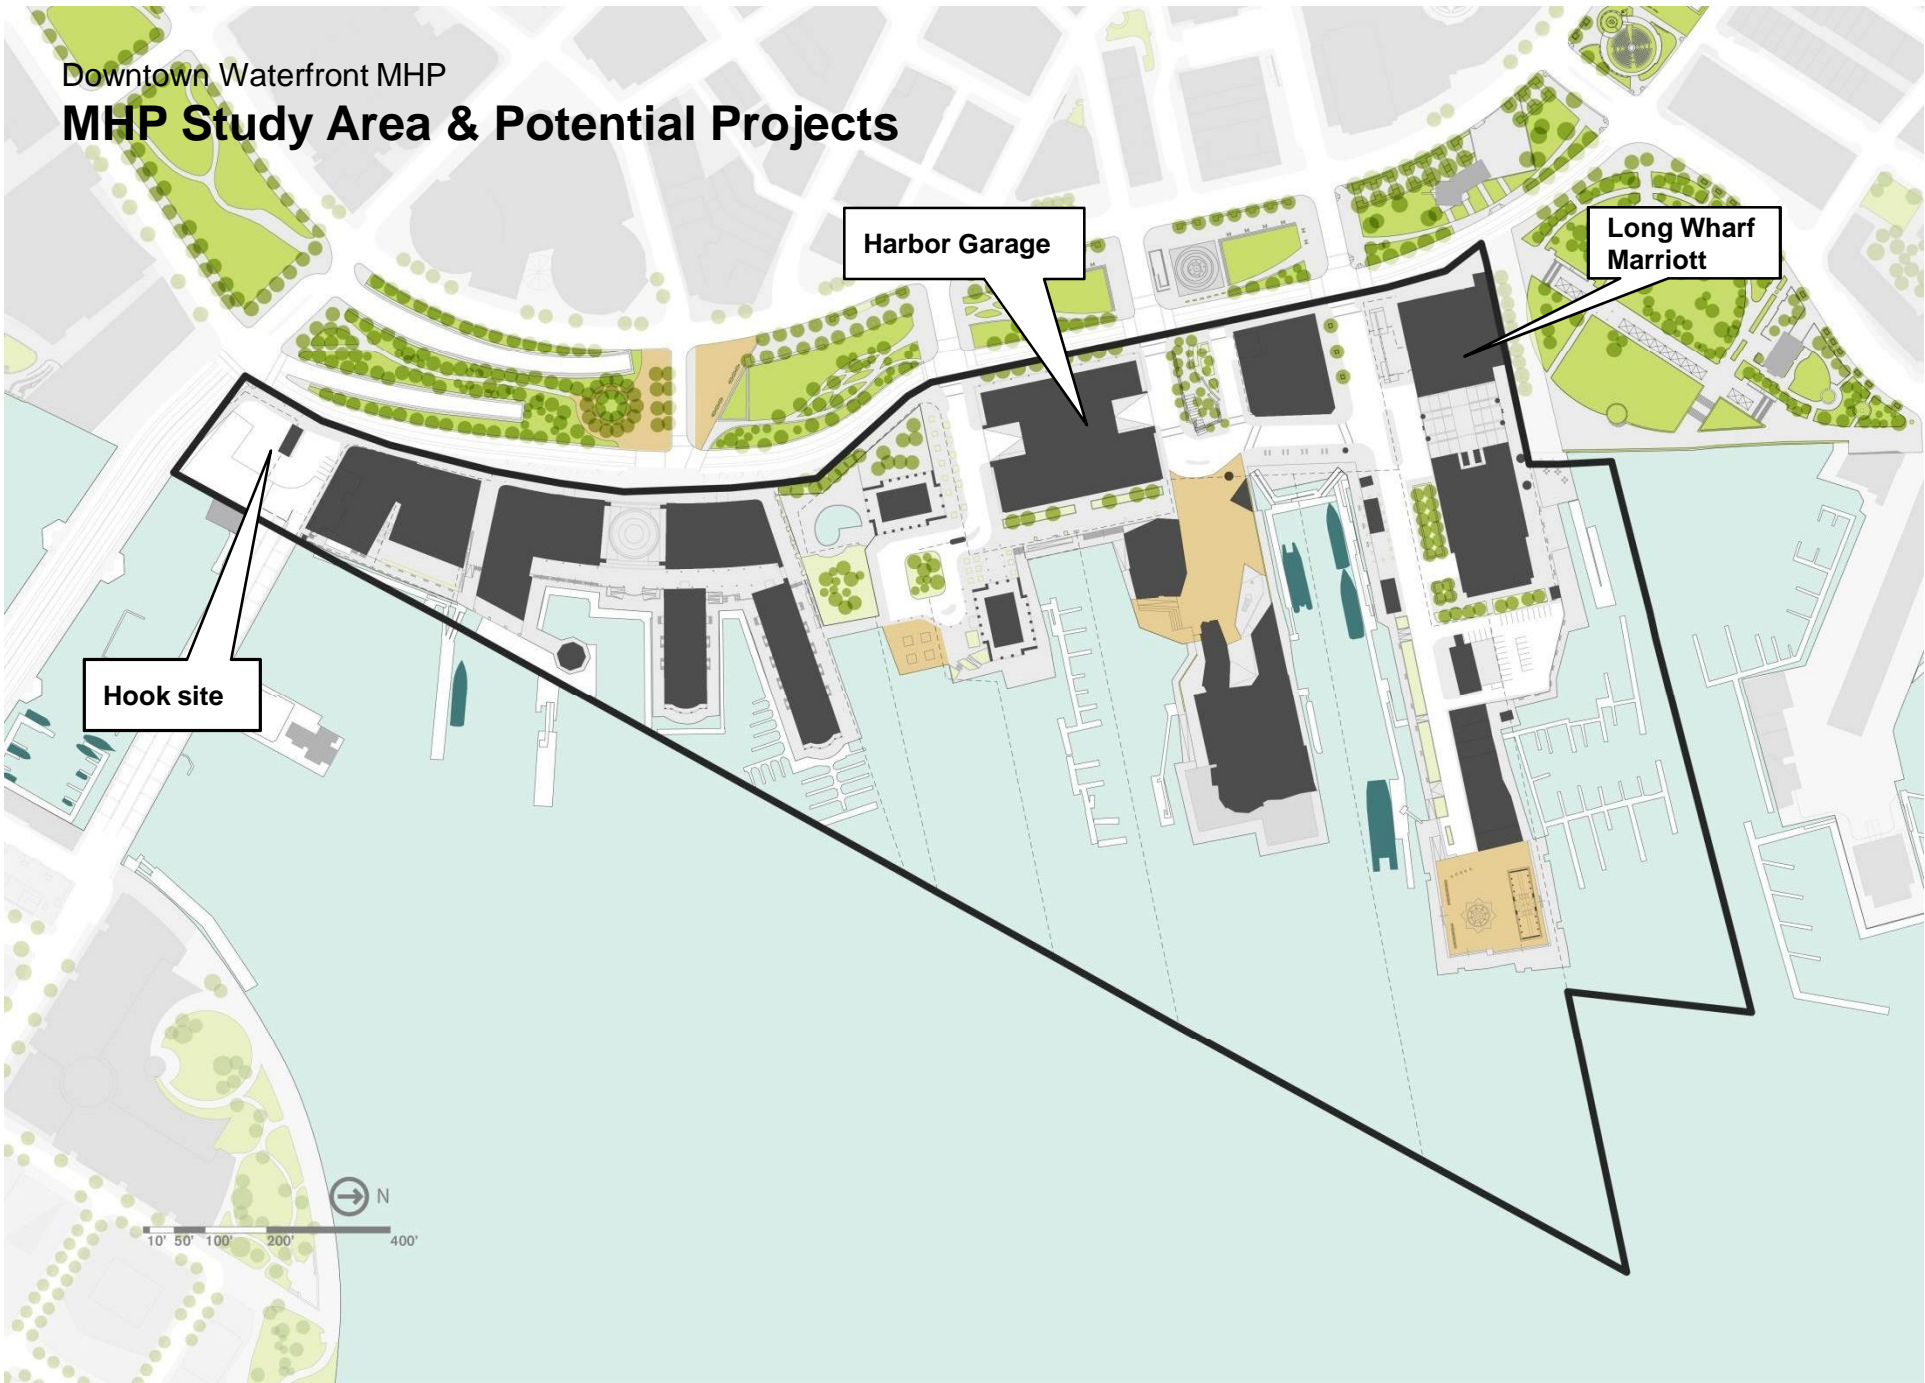 Downtown Waterfront MHP
MHP Study Area & Potential Projects
Harbor Garage
Long Wharf
Marriott
Hook site
N
10' 50' 100' 200' 400'